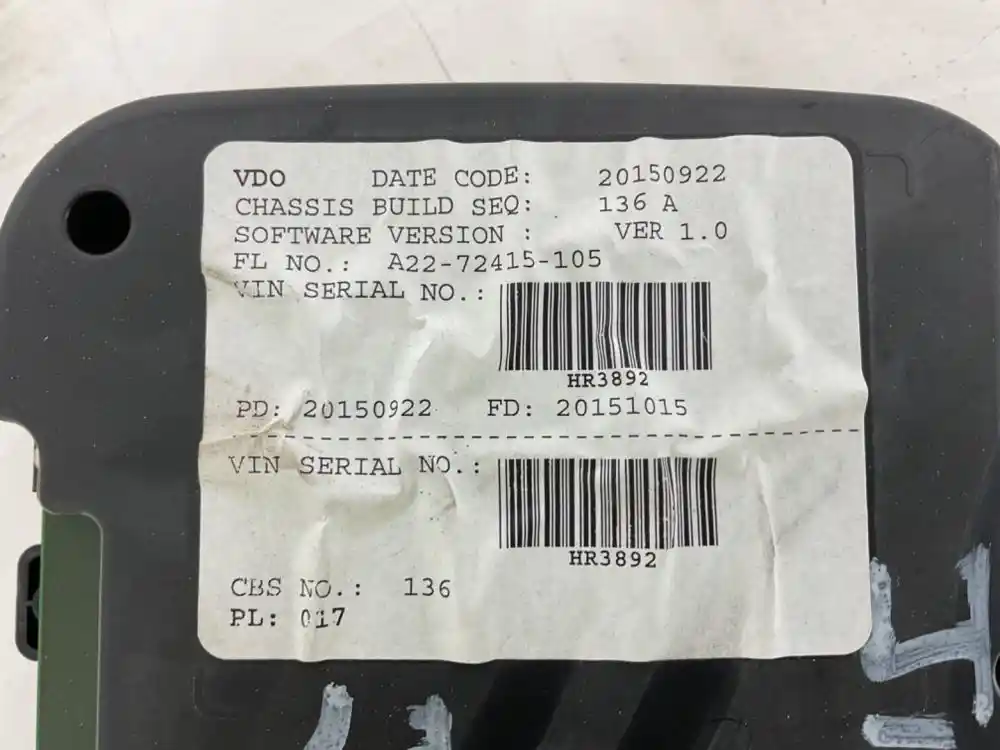 VDO DATE CODE: 20150922
CHASSIS BUILD SEQ: 136 A
SOFTWARE VERSION : VER 1.0
FL NO.: A22-72415-105
VIN SERIAL NO.:
HR3892
PD: 20150922 FD: 20151015
VIN SERIAL NO.:
HR3892
CBS NO.: 136
PL: 017
4